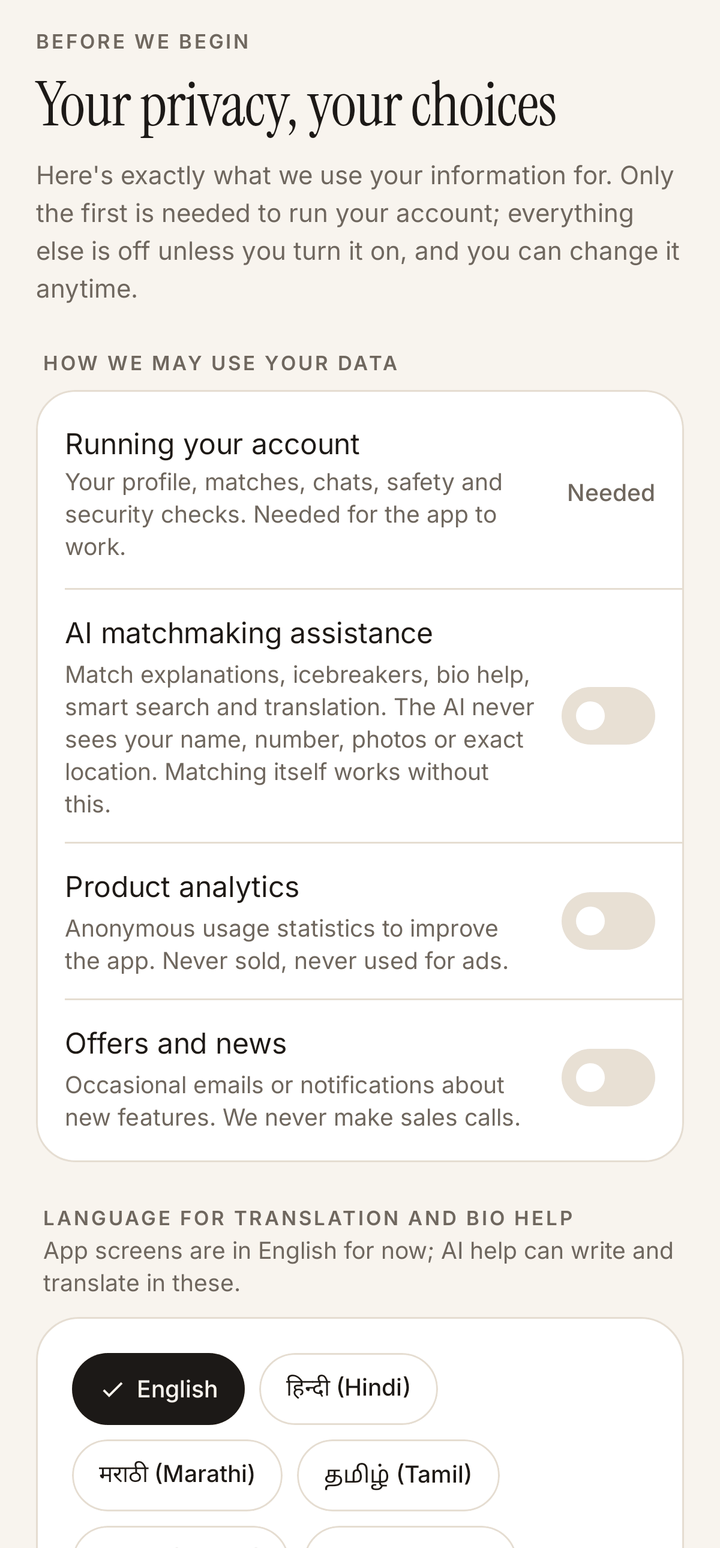 BEFORE WE BEGIN
Your privacy, your choices
Here's exactly what we use your information for. Only
the first is needed to run your account; everything
else is off unless you turn it on, and you can change it
anytime.
HOW WE MAY USE YOUR DATA
Running your account
Your profile, matches, chats, safety and
security checks. Needed for the app to
work.
Needed
AI matchmaking assistance
Match explanations, icebreakers, bio help,
smart search and translation. The AI never
sees your name, number, photos or exact
location. Matching itself works without
this.
Product analytics
Anonymous usage statistics to improve
the app. Never sold, never used for ads.
Offers and news
Occasional emails or notifications about
new features. We never make sales calls.
LANGUAGE FOR TRANSLATION AND BIO HELP
App screens are in English for now; AI help can write and
translate in these.
English
हिन्दी (Hindi)
मराठी (Marathi)
தமிழ் (Tamil)